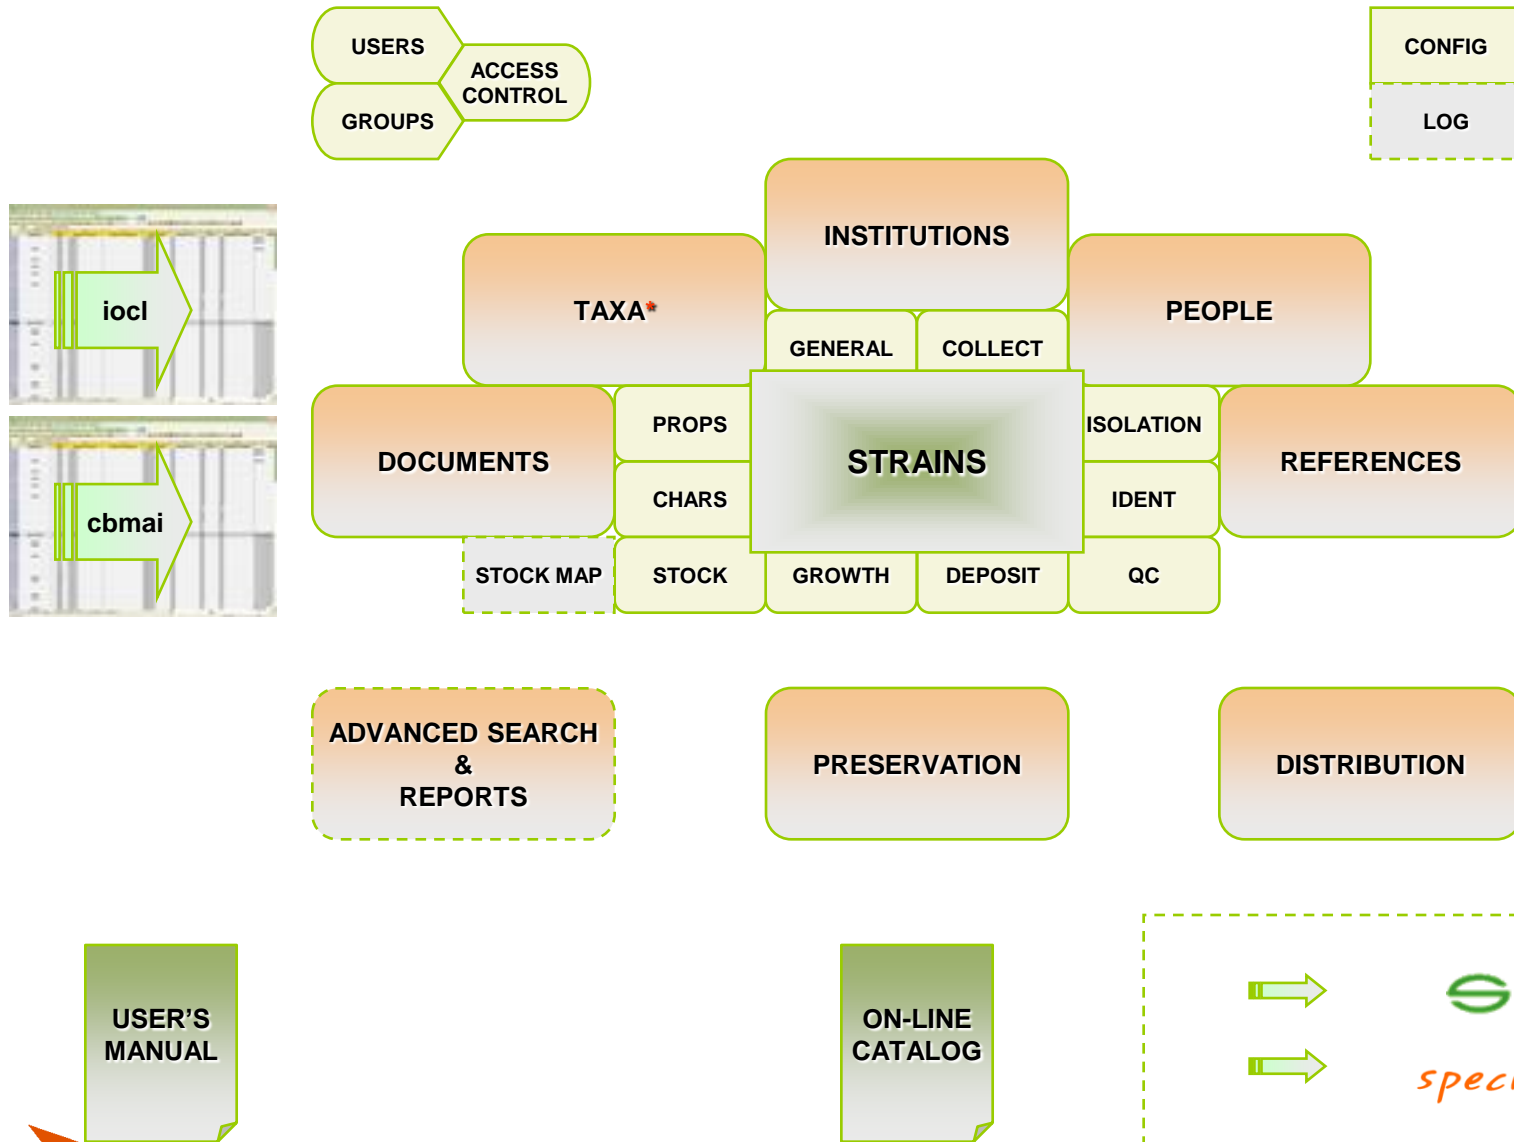 USERS
ACCESS
CONTROL
GROUPS
CONFIG
LOG
INSTITUTIONS
TAXA*
PEOPLE
iocl
GENERAL
COLLECT
PROPS
ISOLATION
DOCUMENTS
STRAINS
REFERENCES
CHARS
IDENT
cbmai
STOCK MAP
STOCK
GROWTH
DEPOSIT
QC
ADVANCED SEARCH
&
REPORTS
PRESERVATION
DISTRIBUTION
USER'S
MANUAL
ON-LINE
CATALOG